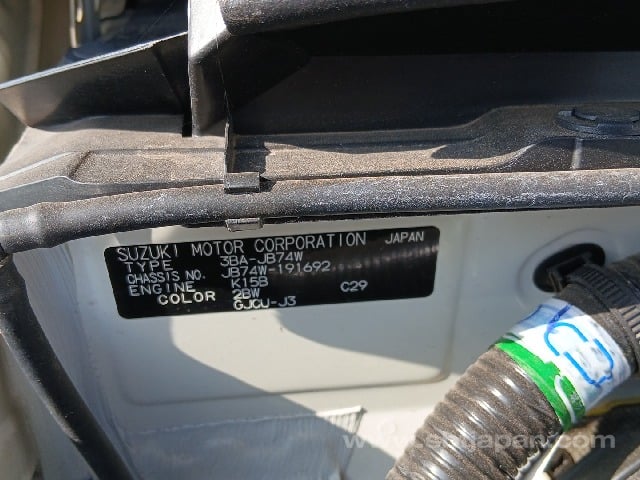 SUZUKI MOTOR CORPORATION JAPAN
TYPE 3BA-JB74W
CHASSIS NO. JB74W-191692
ENGINE K15B C29
COLOR 2BW
GJCU-J3